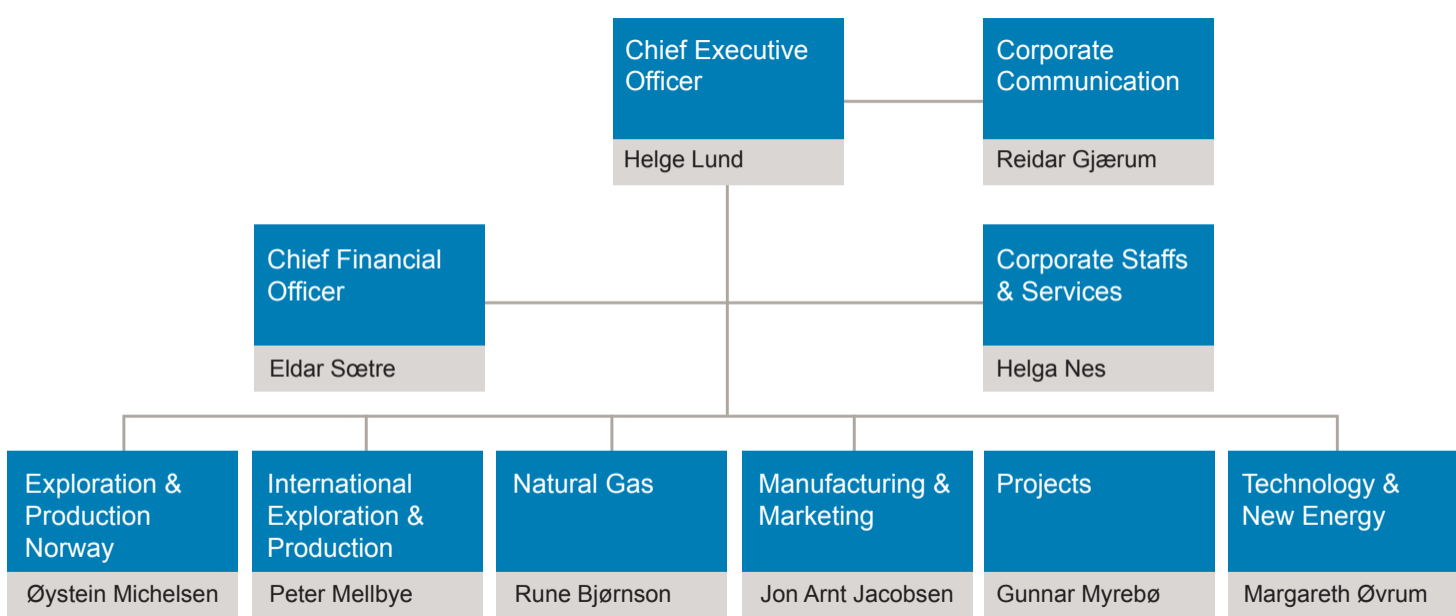 Chief Executive
Officer
Helge Lund
Corporate
Communication
Reidar Gjærum
Chief Financial
Officer
Eldar Sœtre
Corporate Staffs
& Services
Helga Nes
Exploration &
Production
Norway
Øystein Michelsen
International
Exploration &
Production
Peter Mellbye
Natural Gas
Rune Bjørnson
Manufacturing &
Marketing
Jon Arnt Jacobsen
Projects
Gunnar Myrebø
Technology &
New Energy
Margareth Øvrum